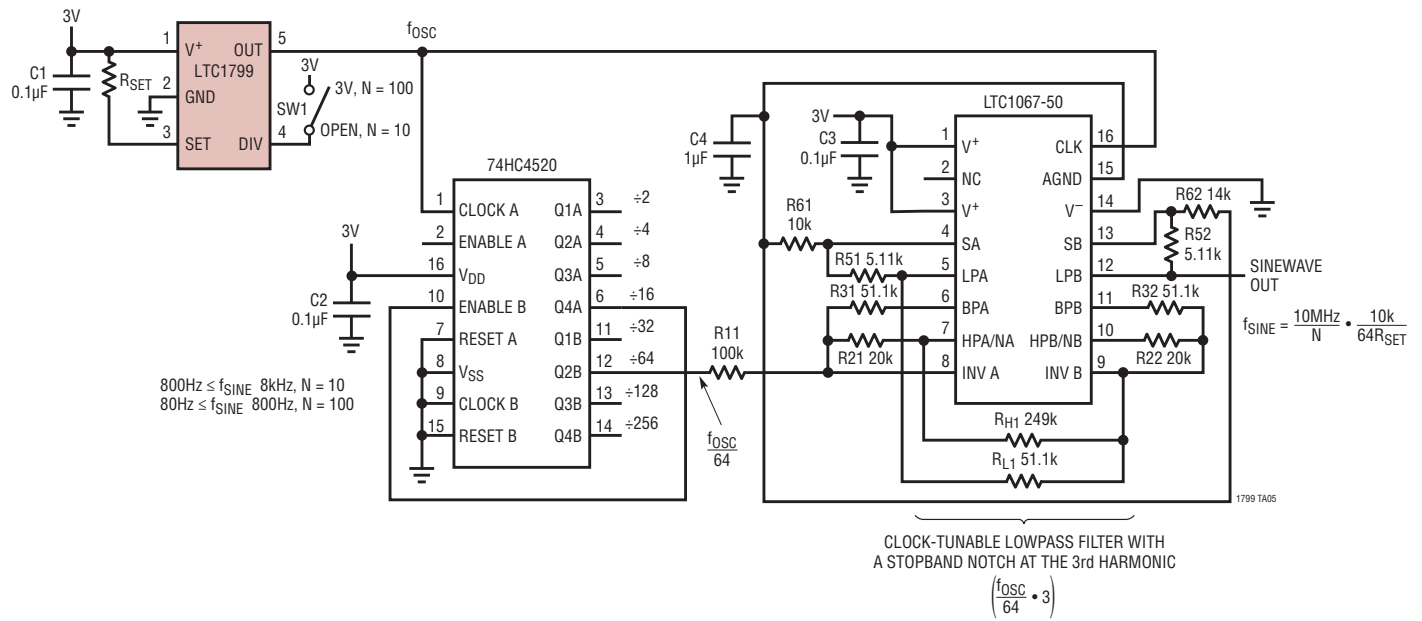 3V
C1
0.1µF
RSET
1
V+
OUT
5
LTC1799
2
GND
3
SET
DIV
4
fOSC
3V
SW1
3V, N = 100
OPEN, N = 10
74HC4520
1
CLOCK A
Q1A
3
÷2
2
ENABLE A
Q2A
4
÷4
3V
16
VDD
Q3A
5
÷8
10
ENABLE B
Q4A
6
÷16
C2
0.1µF
7
RESET A
Q1B
11
÷32
8
VSS
Q2B
12
÷64
9
CLOCK B
Q3B
13
÷128
15
RESET B
Q4B
14
÷256
800Hz ≤ fSINE 8kHz, N = 10
80Hz ≤ fSINE 800Hz, N = 100
R11
100k
fOSC
64
C4
1µF
3V
C3
0.1µF
LTC1067-50
1
V+
CLK
16
2
NC
AGND
15
3
V+
V–
14
4
SA
SB
13
5
LPA
LPB
12
6
BPA
BPB
11
7
HPA/NA
HPB/NB
10
8
INV A
INV B
9
R61
10k
R51 5.11k
R31 51.1k
R21 20k
R62 14k
R52
5.11k
R32 51.1k
R22 20k
RH1 249k
RL1 51.1k
SINEWAVE
OUT
fSINE = 10MHz/N • 10k/64RSET
1799 TA05
CLOCK-TUNABLE LOWPASS FILTER WITH
A STOPBAND NOTCH AT THE 3rd HARMONIC
(fOSC/64 • 3)